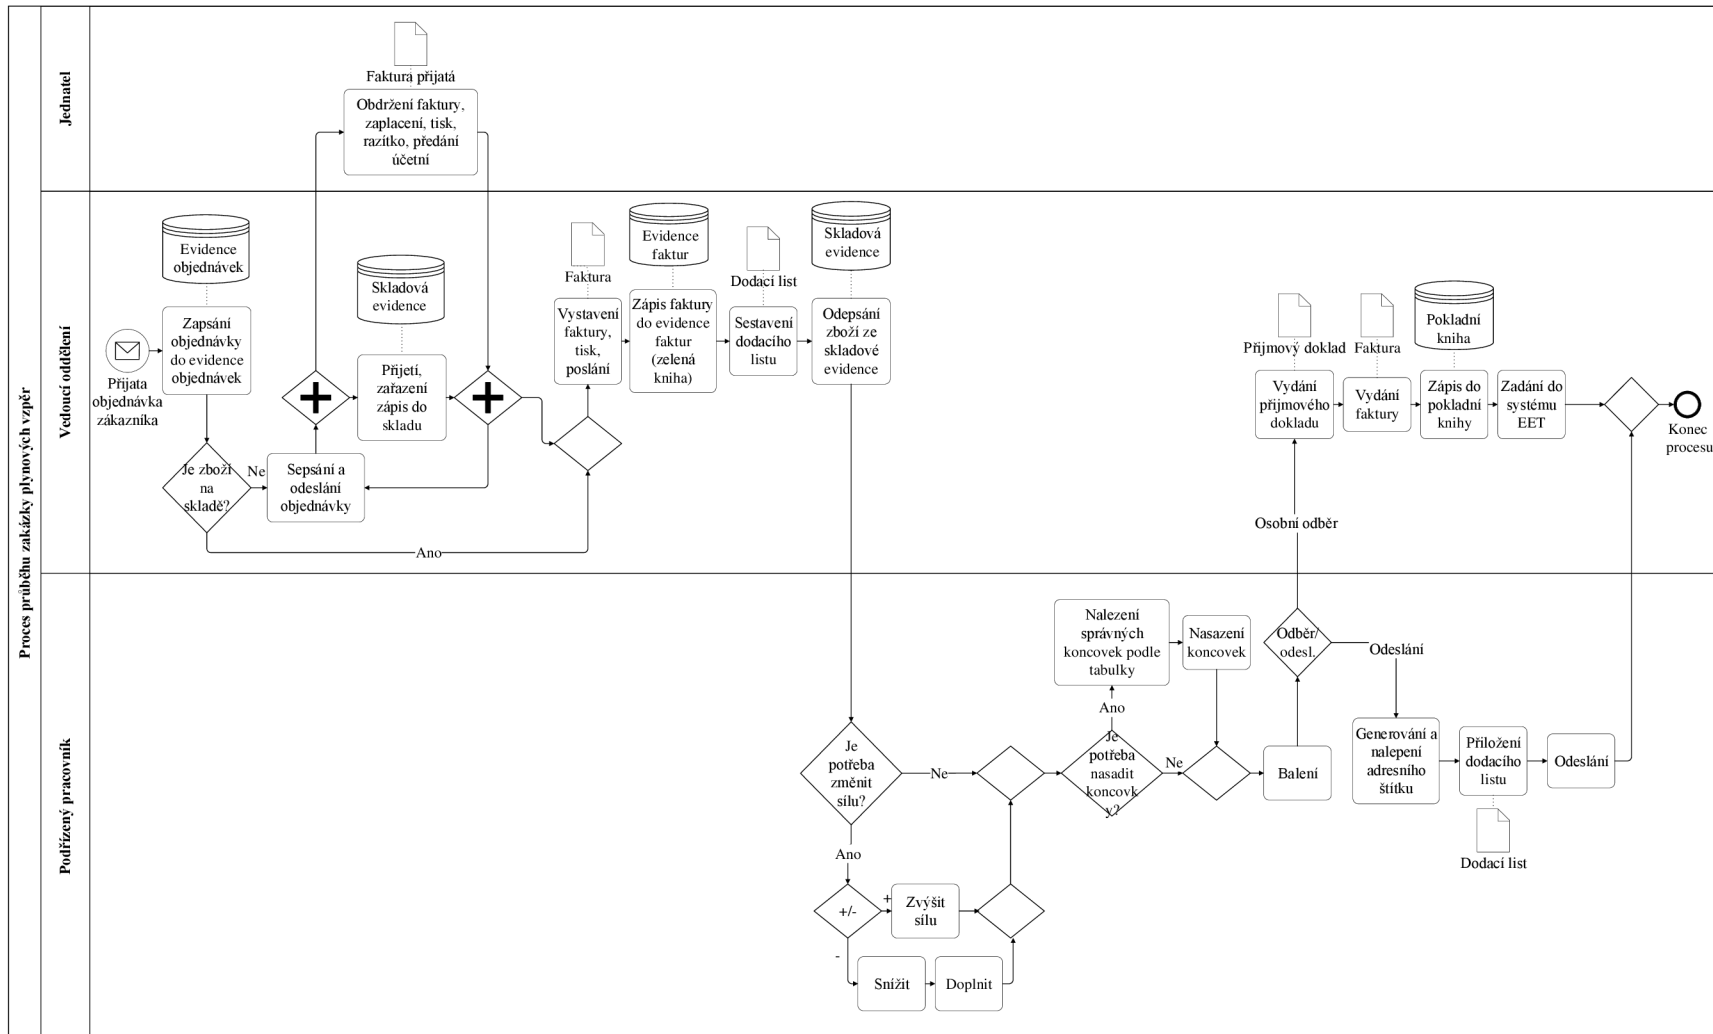 Proces průběhu zakázky plynových vzpěr
Jednatel
Faktura přijatá
Obdržení faktury,
zaplacení, tisk,
razítko, předání
účetní
Vedoucí oddělení
Evidence
objednávek
Přijata
objednávka
zákazníka
Zapsání
objednávky
do evidence
objednávek
Je zboží
na
skladě?
Ne
Ano
Sepsání a
odeslání
objednávky
Skladová
evidence
Přijetí,
zařazení
zápis do
skladu
Faktura
Vystavení
faktury,
tisk,
poslání
Evidence
faktur
Zápis faktury
do evidence
faktur
(zelená
kniha)
Dodací list
Sestavení
dodacího
listu
Skladová
evidence
Odepsání
zboží ze
skladové
evidence
Osobní odběr
Přijmový doklad
Vydání
přijmového
dokladu
Faktura
Vydání
faktury
Pokladní
kniha
Zápis do
pokladní
knihy
Zadání do
systému
EET
Konec
procesu
Podřízený pracovník
Je
potřeba
změnit
sílu?
Ne
Ano
+/-
+
-
Zvýšit
sílu
Snížit
Doplnit
Je
potřeba
nasadit
koncovk
y?
Ano
Ne
Nalezení
správných
koncovek podle
tabulky
Nasazení
koncovek
Balení
Odběr/
odesl.
Odeslání
Generování a
nalepení
adresního
štítku
Přiložení
dodacího
listu
Dodací list
Odeslání